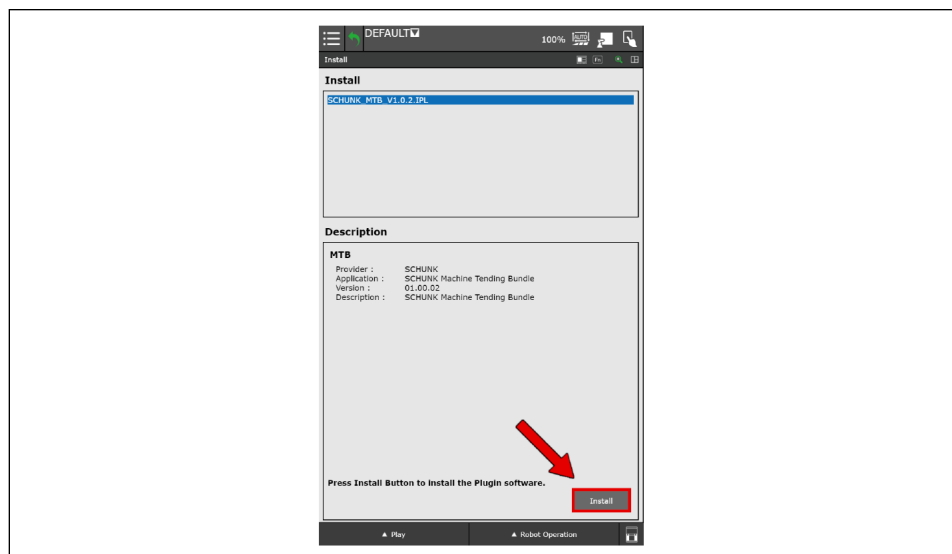 DEFAULT
100%
AUTO
Install
Fn
Install
SCHUNK_MTB_V1.0.2.IPL
Description
MTB
Provider : SCHUNK
Application : SCHUNK Machine Tending Bundle
Version : 01.00.02
Description : SCHUNK Machine Tending Bundle
Press Install Button to install the Plugin software.
Install
▲ Play
▲ Robot Operation